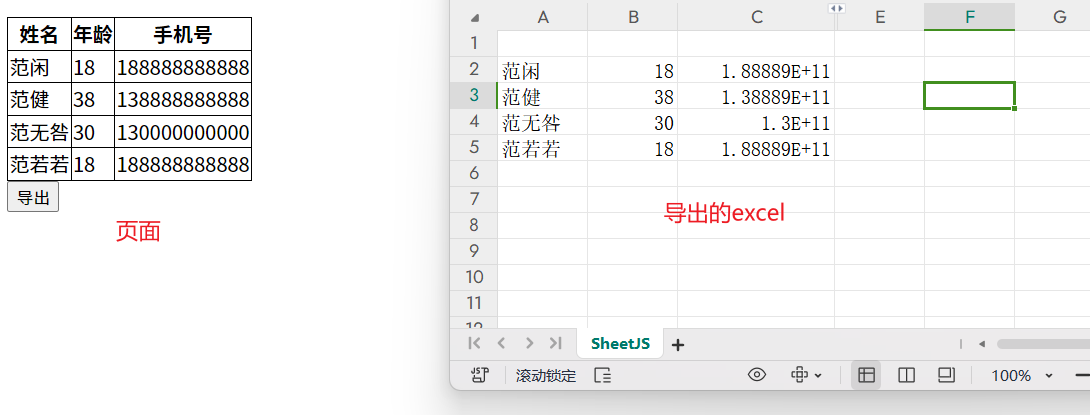 姓名 年龄 手机号
范闲 18 188888888888
范健 38 138888888888
范无咎 30 130000000000
范若若 18 188888888888
导出
页面
A B C E F G
1
2 范闲 18 1.88889E+11
3 范健 38 1.38889E+11
4 范无咎 30 1.3E+11
5 范若若 18 1.88889E+11
6
7
导出的excel
8
9
10
11
12
SheetJS +
滚动锁定 100%